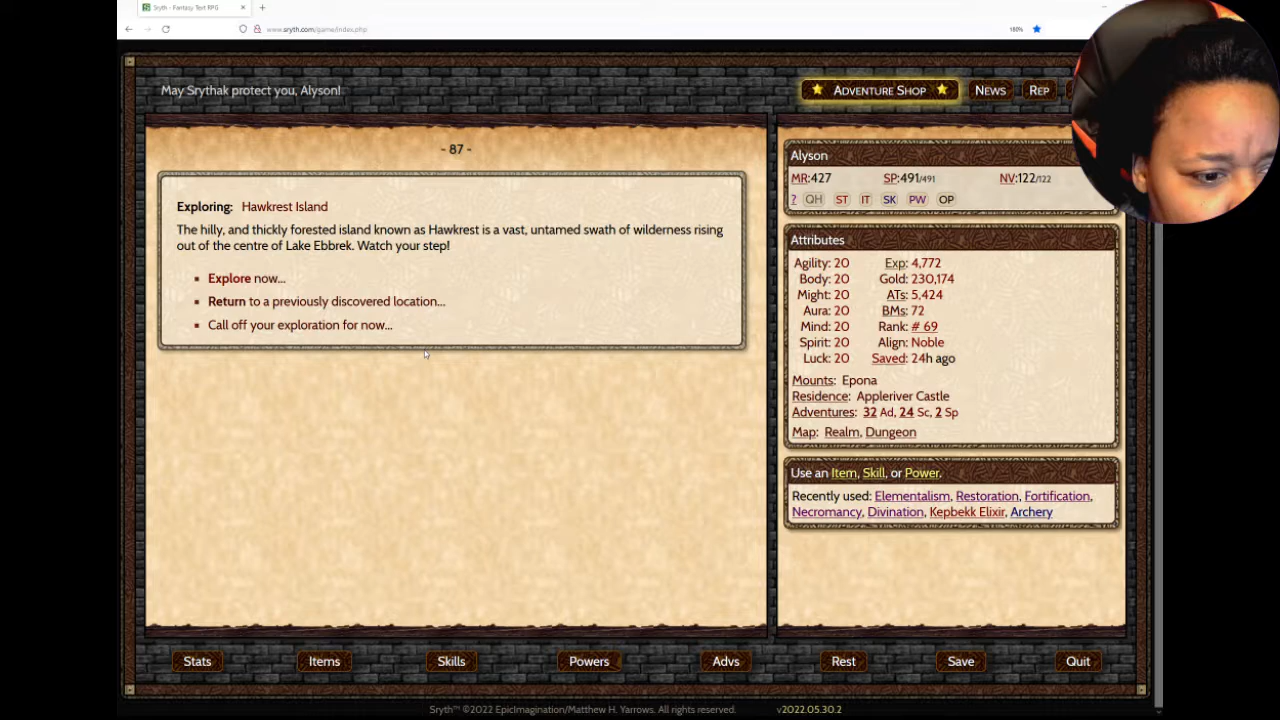 Sryth - Fantasy Text RPG
www.sryth.com/game/index.php
180%
May Srythak protect you, Alyson!
ADVENTURE SHOP
NEWS
REP
- 87 -
Exploring: Hawkrest Island
The hilly, and thickly forested island known as Hawkrest is a vast, untamed swath of wilderness rising
out of the centre of Lake Ebbrek. Watch your step!
Explore now...
Return to a previously discovered location...
Call off your exploration for now...
Alyson
MR:427 SP:491/491 NV:122/122
? QH ST IT SK PW OP
Attributes
Agility: 20 Exp: 4,772
Body: 20 Gold: 230,174
Might: 20 ATs: 5,424
Aura: 20 BMs: 72
Mind: 20 Rank: # 69
Spirit: 20 Align: Noble
Luck: 20 Saved: 24h ago
Mounts: Epona
Residence: Appleriver Castle
Adventures: 32 Ad, 24 Sc, 2 Sp
Map: Realm, Dungeon
Use an Item, Skill, or Power.
Recently used: Elementalism, Restoration, Fortification,
Necromancy, Divination, Kepbekk Elixir, Archery
Stats Items Skills Powers Advs Rest Save Quit
Sryth™ ©2022 EpicImagination/Matthew H. Yarrows. All rights reserved. v2022.05.30.2